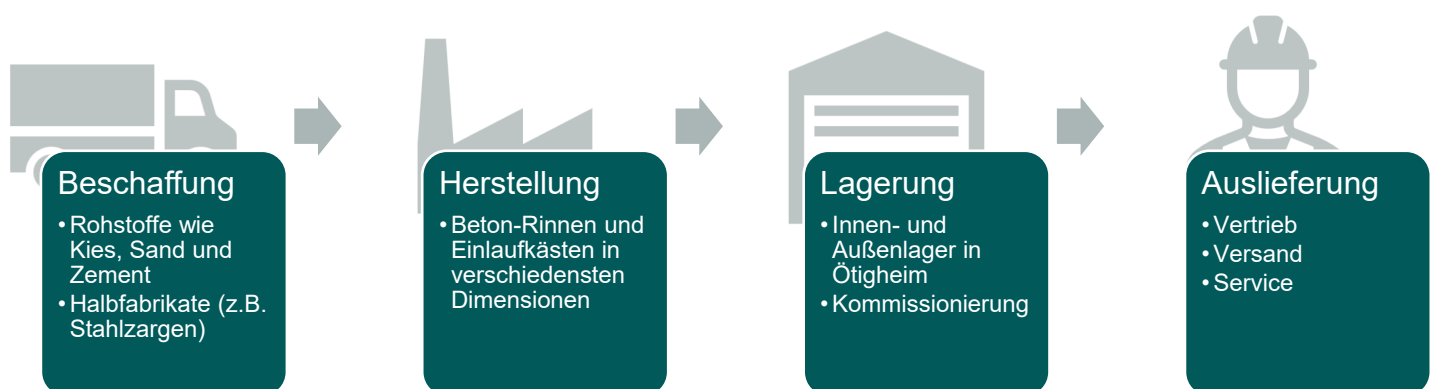 Beschaffung
• Rohstoffe wie
Kies, Sand und
Zement
• Halbfabrikate (z.B.
Stahlzargen)
Herstellung
• Beton-Rinnen und
Einlaufkästen in
verschiedensten
Dimensionen
Lagerung
• Innen- und
Außenlager in
Ötigheim
• Kommissionierung
Auslieferung
• Vertrieb
• Versand
• Service